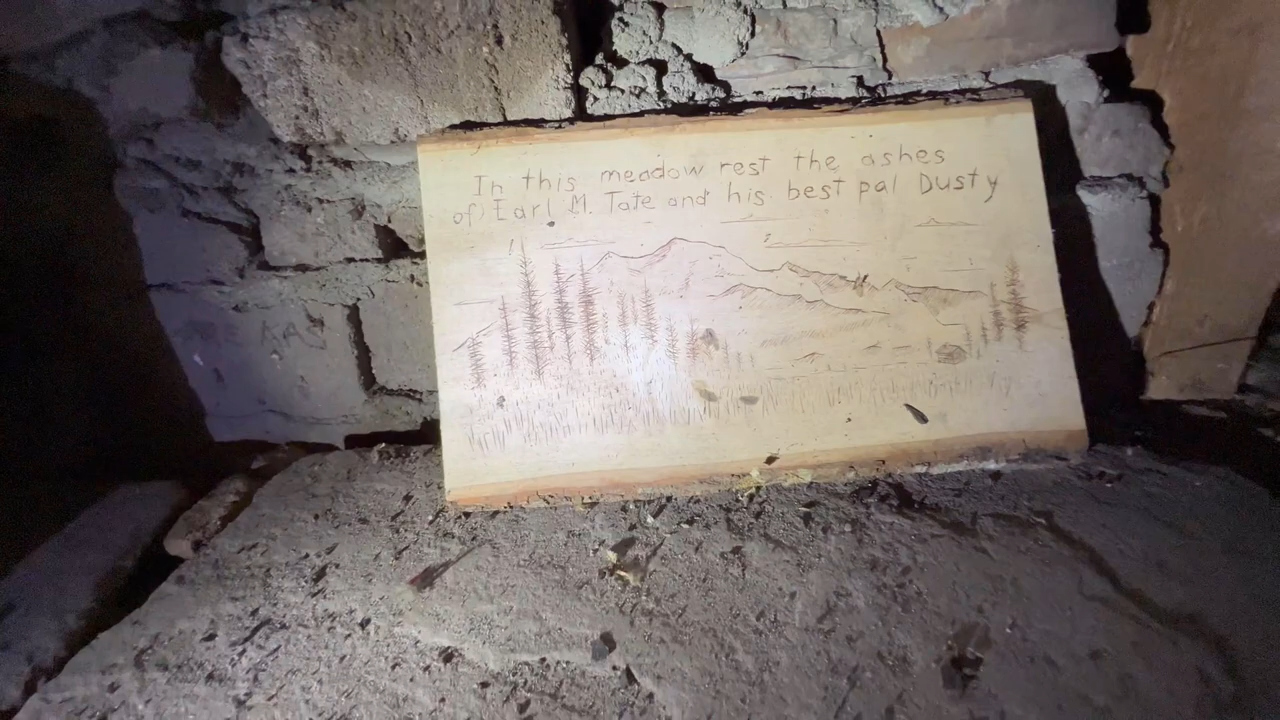 In this meadow rest the ashes
of Earl M. Tate and his best pal Dusty